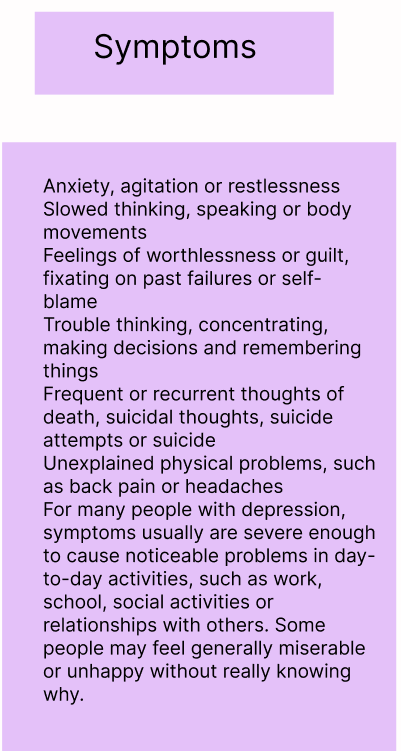 Symptoms
Anxiety, agitation or restlessness
Slowed thinking, speaking or body
movements
Feelings of worthlessness or guilt,
fixating on past failures or self-
blame
Trouble thinking, concentrating,
making decisions and remembering
things
Frequent or recurrent thoughts of
death, suicidal thoughts, suicide
attempts or suicide
Unexplained physical problems, such
as back pain or headaches
For many people with depression,
symptoms usually are severe enough
to cause noticeable problems in day-
to-day activities, such as work,
school, social activities or
relationships with others. Some
people may feel generally miserable
or unhappy without really knowing
why.